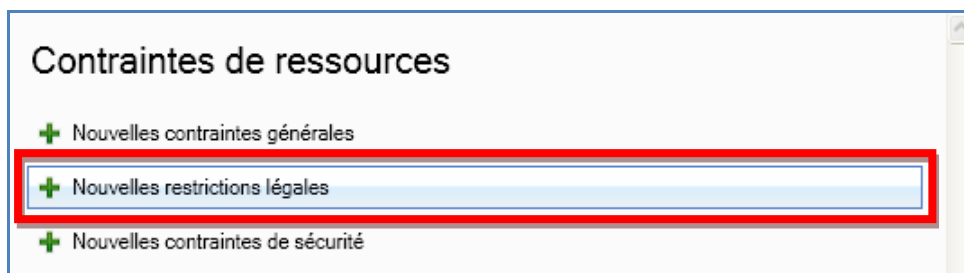 Contraintes de ressources
Nouvelles contraintes générales
Nouvelles restrictions légales
Nouvelles contraintes de sécurité